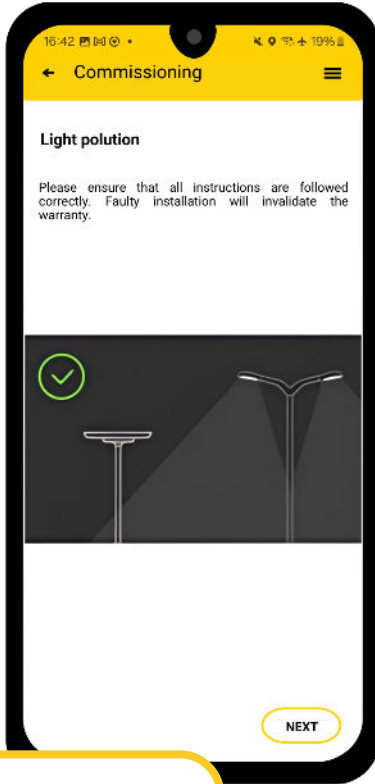 16:42
19%
Commissioning
Light polution
Please ensure that all instructions are followed
correctly. Faulty installation will invalidate the
warranty.
NEXT